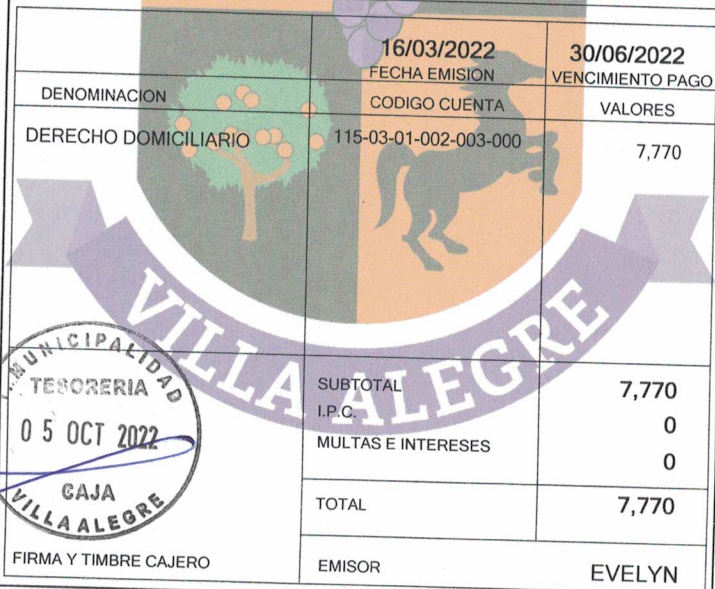 16/03/2022 30/06/2022
FECHA EMISION VENCIMIENTO PAGO
DENOMINACION CODIGO CUENTA VALORES
DERECHO DOMICILIARIO 115-03-01-002-003-000 7,770
VILLA ALEGRE
MUNICIPALIDAD
TESORERIA
05 OCT 2022
CAJA
VILLA ALEGRE
SUBTOTAL 7,770
I.P.C. 0
MULTAS E INTERESES 0
TOTAL 7,770
FIRMA Y TIMBRE CAJERO EMISOR EVELYN